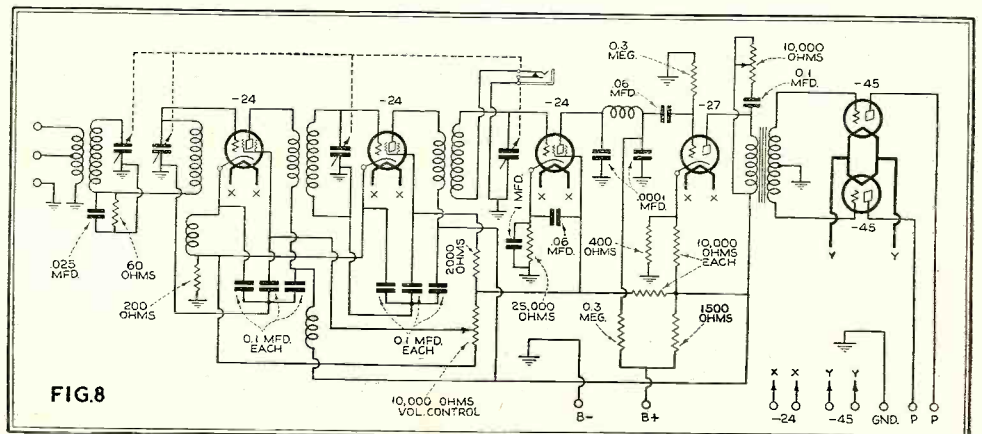 -24
-24
-24
-27
-45
-45
0.3
MEG.
.06
MFD.
10,000
OHMS
0.1
MFD.
X
X
X
X
X
X
X
X
Y
Y
.025
MFD.
60 OHMS
200
OHMS
0.1 MFD.
EACH
0.1 MFD.
EACH
2000
OHMS
1 MFD.
.06
MFD.
25,000
OHMS
.0001
MFD.
400
OHMS
10,000
OHMS
EACH
0.3
MEG.
1500
OHMS
10,000 OHMS
VOL. CONTROL
B-
B+
X X Y Y
-24 -45 GND. P P
FIG.8